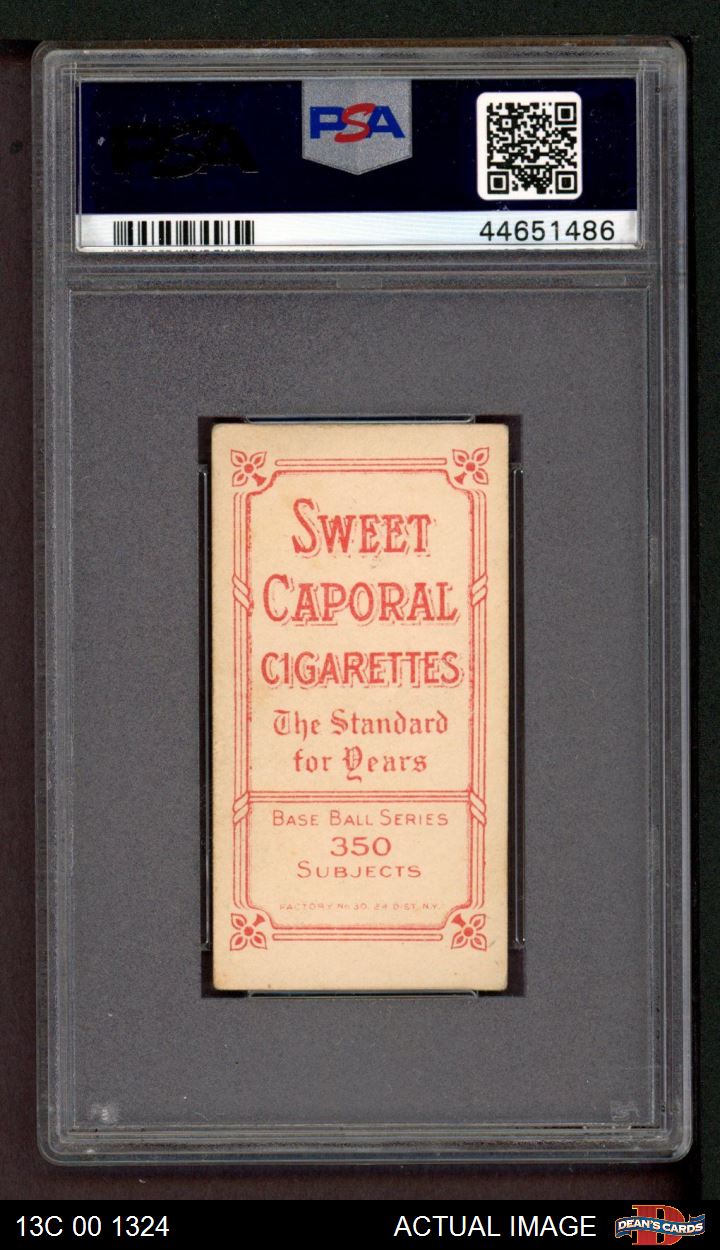 PSA
PSA
44651486
SWEET
CAPORAL
CIGARETTES
The Standard
for Years
BASE BALL SERIES
350
SUBJECTS
FACTORY No 30, 2d DIST. N.Y.
13C 00 1324
ACTUAL IMAGE
DEAN'S CARDS